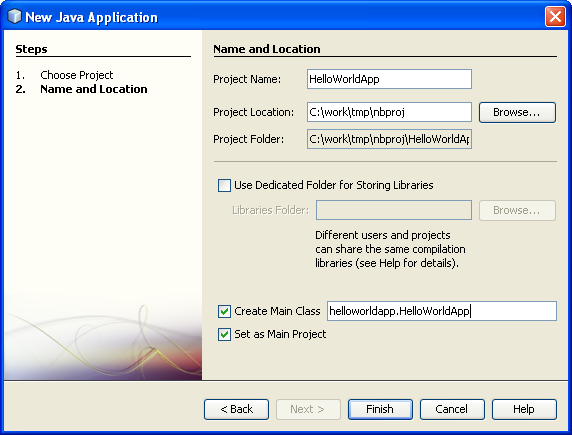 New Java Application
Steps
1. Choose Project
2. Name and Location
Name and Location
Project Name: HelloWorldApp
Project Location: C:\work\tmp\nbproj Browse...
Project Folder: C:\work\tmp\nbproj\HelloWorldAp
Use Dedicated Folder for Storing Libraries
Libraries Folder: Browse...
Different users and projects
can share the same compilation
libraries (see Help for details).
Create Main Class helloworldapp.HelloWorldApp
Set as Main Project
< Back Next > Finish Cancel Help